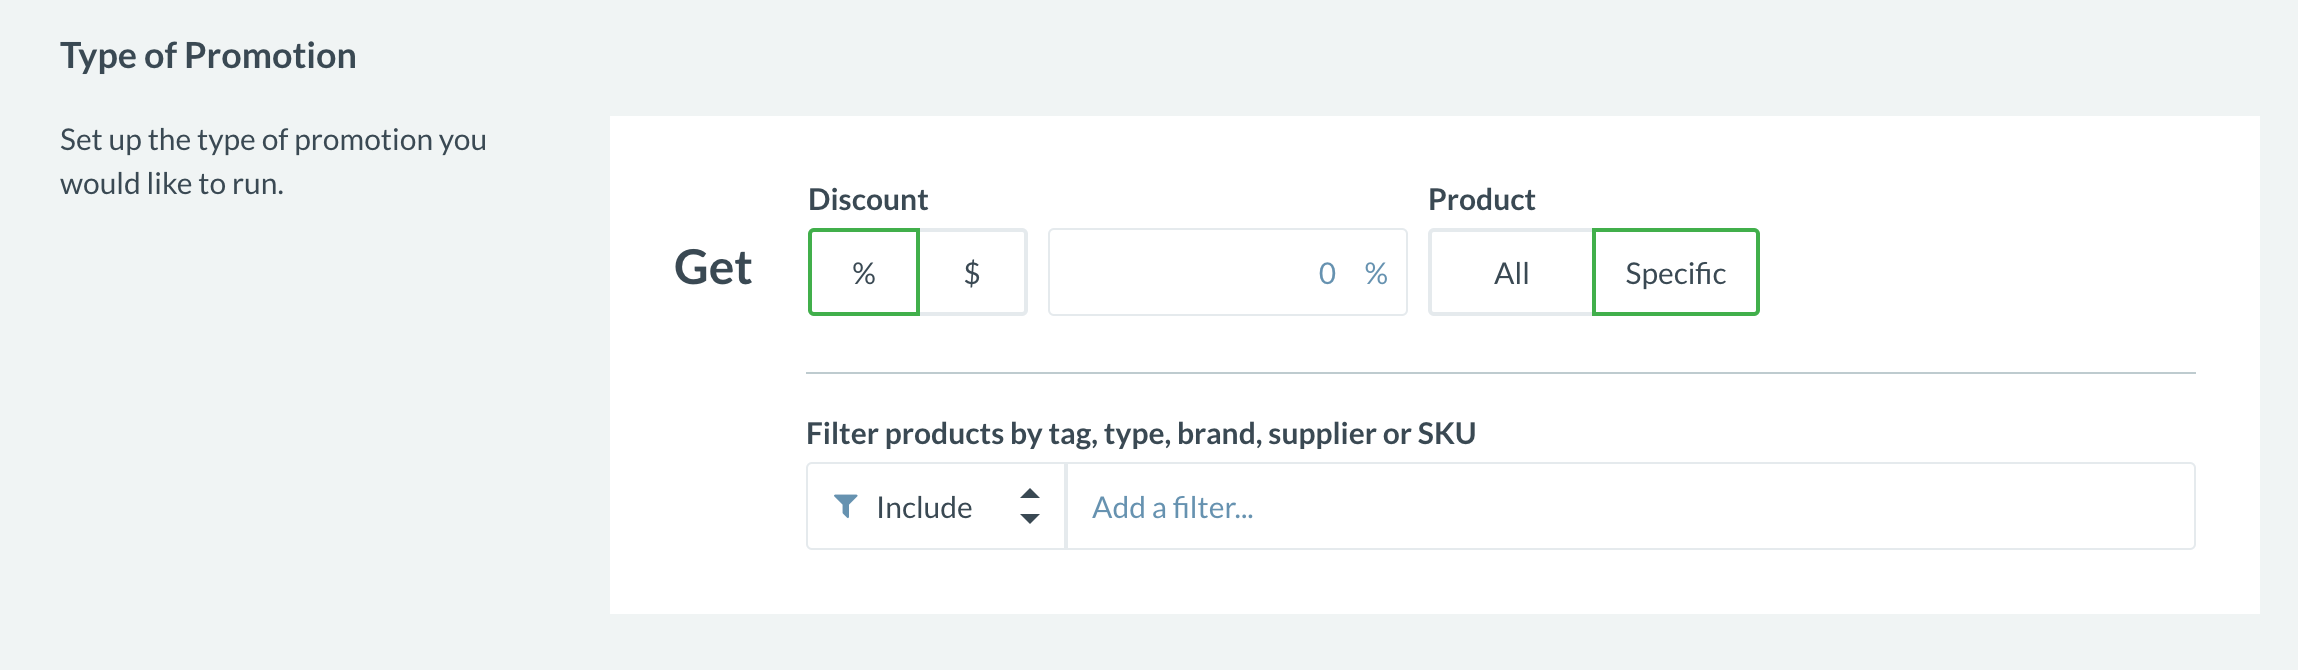 Type of Promotion
Set up the type of promotion you
would like to run.
Discount
Product
Get
% $ 0 % All Specific
Filter products by tag, type, brand, supplier or SKU
Include Add a filter...